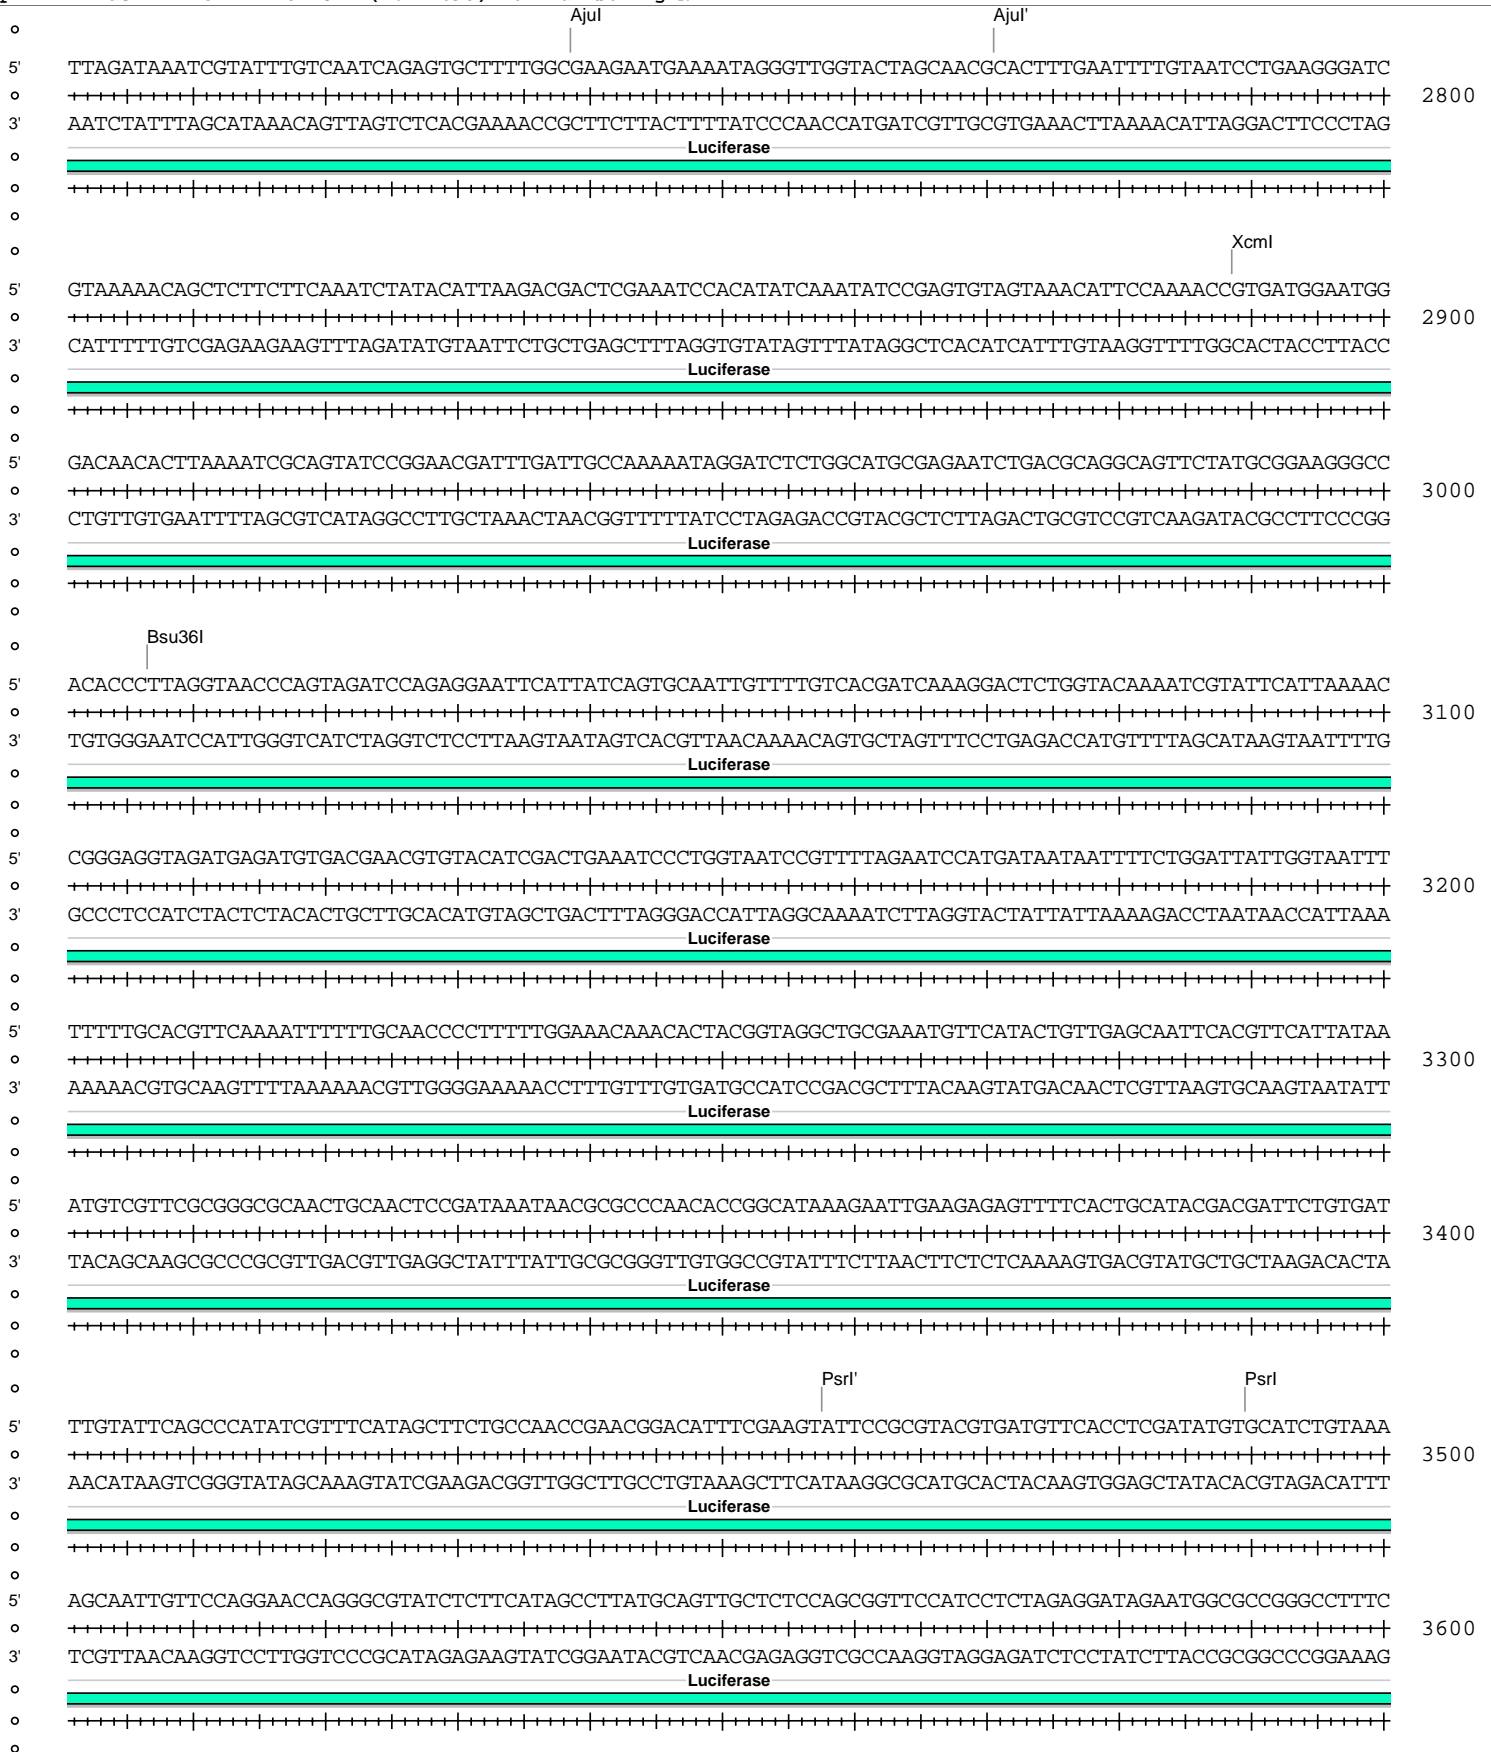 AjuI AjuI'
5' TTAGATAAATCGTATTTGTCAATCAGAGTGCTTTTGGCGAAGAATGAAAATAGGGTTGGTACTAGCAACGCACTTTGAATTTTGTAATCCTGAAGGGATC
2800
3' AATCTATTTAGCATAAACAGTTAGTCTCACGAAAACCGCTTCTTACTTTTATCCCAACCATGATCGTTGCGTGAAACTTAAAACATTAGGACTTCCCTAG
Luciferase
XcmI
5' GTAAAAACAGCTCTTCTTCAAATCTATACATTAAGACGACTCGAAATCCACATATCAAATATCCGAGTGTAGTAAACATTCCAAAACCGTGATGGAATGG
2900
3' CATTTTTGTCGAGAAGAAGTTTAGATATGTAATTCTGCTGAGCTTTAGGTGTATAGTTTATAGGCTCACATCATTTGTAAGGTTTTGGCACTACCTTACC
Luciferase
5' GACAACACTTAAAATCGCAGTATCCGGAACGATTTGATTGCCAAAAATAGGATCTCTGGCATGCGAGAATCTGACGCAGGCAGTTCTATGCGGAAGGGCC
3000
3' CTGTTGTGAATTTTAGCGTCATAGGCCTTGCTAAACTAACGGTTTTTATCCTAGAGACCGTACGCTCTTAGACTGCGTCCGTCAAGATACGCCTTCCCGG
Luciferase
Bsu36I
5' ACACCCTTAGGTAACCCAGTAGATCCAGAGGAATTCATTATCAGTGCAATTGTTTTGTCACGATCAAAGGACTCTGGTACAAAATCGTATTCATTAAAAC
3100
3' TGTGGGAATCCATTGGGTCATCTAGGTCTCCTTAAGTAATAGTCACGTTAACAAAACAGTGCTAGTTTCCTGAGACCATGTTTTAGCATAAGTAATTTTG
Luciferase
5' CGGGAGGTAGATGAGATGTGACGAACGTGTACATCGACTGAAATCCCTGGTAATCCGTTTTAGAATCCATGATAATAATTTTCTGGATTATTGGTAATTT
3200
3' GCCCTCCATCTACTCTACACTGCTTGCACATGTAGCTGACTTTAGGGACCATTAGGCAAAATCTTAGGTACTATTATTAAAAGACCTAATAACCATTAAA
Luciferase
5' TTTTTGCACGTTCAAAATTTTTTGCAACCCCTTTTTGGAAACAAACACTACGGTAGGCTGCGAAATGTTCATACTGTTGAGCAATTCACGTTCATTATAA
3300
3' AAAAACGTGCAAGTTTTAAAAAACGTTGGGGAAAAACCTTTGTTTGTGATGCCATCCGACGCTTTACAAGTATGACAACTCGTTAAGTGCAAGTAATATT
Luciferase
5' ATGTCGTTCGCGGGCGCAACTGCAACTCCGATAAATAACGCGCCCAACACCGGCATAAAGAATTGAAGAGAGTTTTCACTGCATACGACGATTCTGTGAT
3400
3' TACAGCAAGCGCCCGCGTTGACGTTGAGGCTATTTATTGCGCGGGTTGTGGCCGTATTTCTTAACTTCTCTCAAAAGTGACGTATGCTGCTAAGACACTA
Luciferase
PsrI' PsrI
5' TTGTATTCAGCCCATATCGTTTCATAGCTTCTGCCAACCGAACGGACATTTCGAAGTATTCCGCGTACGTGATGTTCACCTCGATATGTGCATCTGTAAA
3500
3' AACATAAGTCGGGTATAGCAAAGTATCGAAGACGGTTGGCTTGCCTGTAAAGCTTCATAAGGCGCATGCACTACAAGTGGAGCTATACACGTAGACATTT
Luciferase
5' AGCAATTGTTCCAGGAACCAGGGCGTATCTCTTCATAGCCTTATGCAGTTGCTCTCCAGCGGTTCCATCCTCTAGAGGATAGAATGGCGCCGGGCCTTTC
3600
3' TCGTTAACAAGGTCCTTGGTCCCGCATAGAGAAGTATCGGAATACGTCAACGAGAGGTCGCCAAGGTAGGAGATCTCCTATCTTACCGCGGCCCGGAAAG
Luciferase